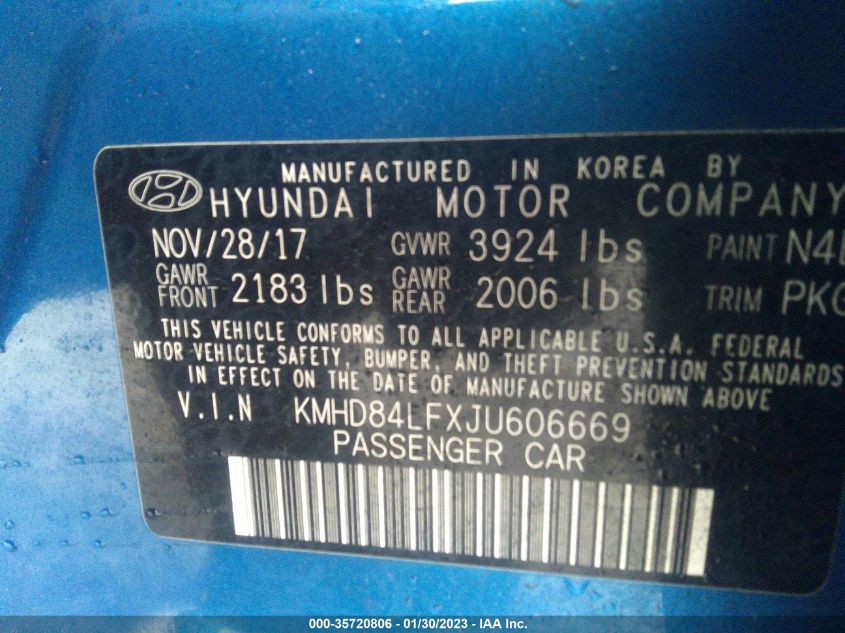 MANUFACTURED IN KOREA BY
HYUNDAI MOTOR COMPANY
NOV/28/17 GVWR 3924 lbs PAINT
GAWR FRONT 2183 lbs GAWR REAR 2006 lbs TRIM
THIS VEHICLE CONFORMS TO ALL APPLICABLE U.S.A. FEDERAL
MOTOR VEHICLE SAFETY, BUMPER, AND THEFT PREVENTION STANDARDS
IN EFFECT ON THE DATE OF MANUFACTURE SHOWN ABOVE
V.I.N KMHD84LFXJU606669
PASSENGER CAR
000-35720806 - 01/30/2023 - IAA Inc.